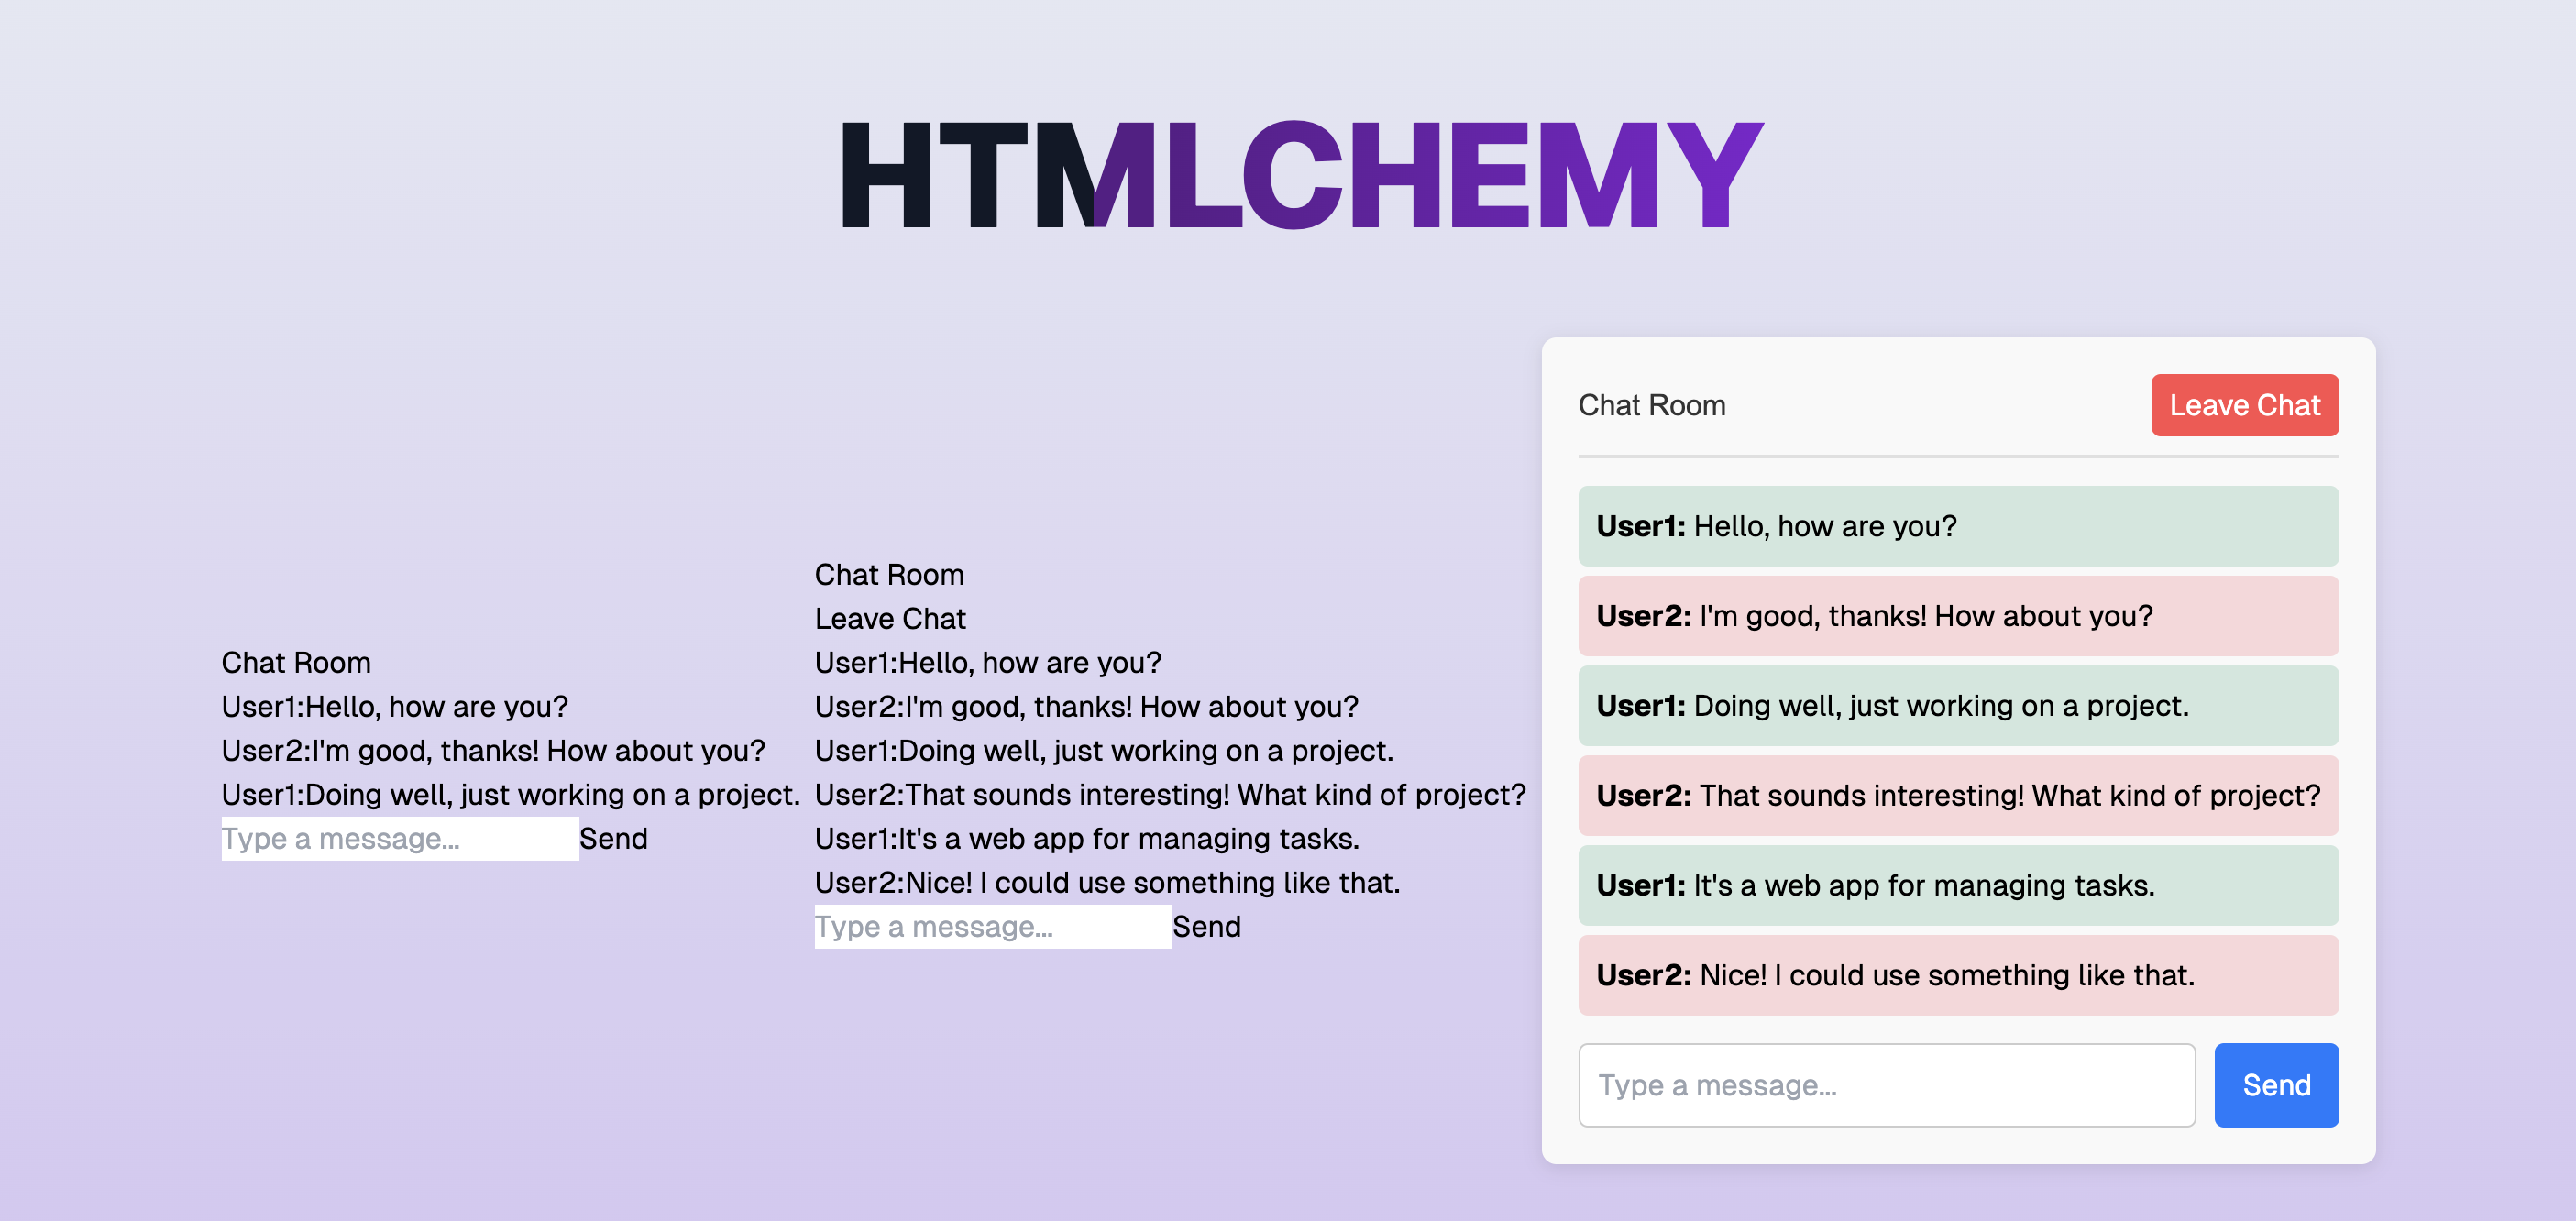 HTMLCHEMY
Chat Room
User1:Hello, how are you?
User2:I'm good, thanks! How about you?
User1:Doing well, just working on a project.
Type a message...
Send
Chat Room
Leave Chat
User1:Hello, how are you?
User2:I'm good, thanks! How about you?
User1:Doing well, just working on a project.
User2:That sounds interesting! What kind of project?
User1:It's a web app for managing tasks.
User2:Nice! I could use something like that.
Type a message...
Send
Chat Room
Leave Chat
User1: Hello, how are you?
User2: I'm good, thanks! How about you?
User1: Doing well, just working on a project.
User2: That sounds interesting! What kind of project?
User1: It's a web app for managing tasks.
User2: Nice! I could use something like that.
Type a message...
Send